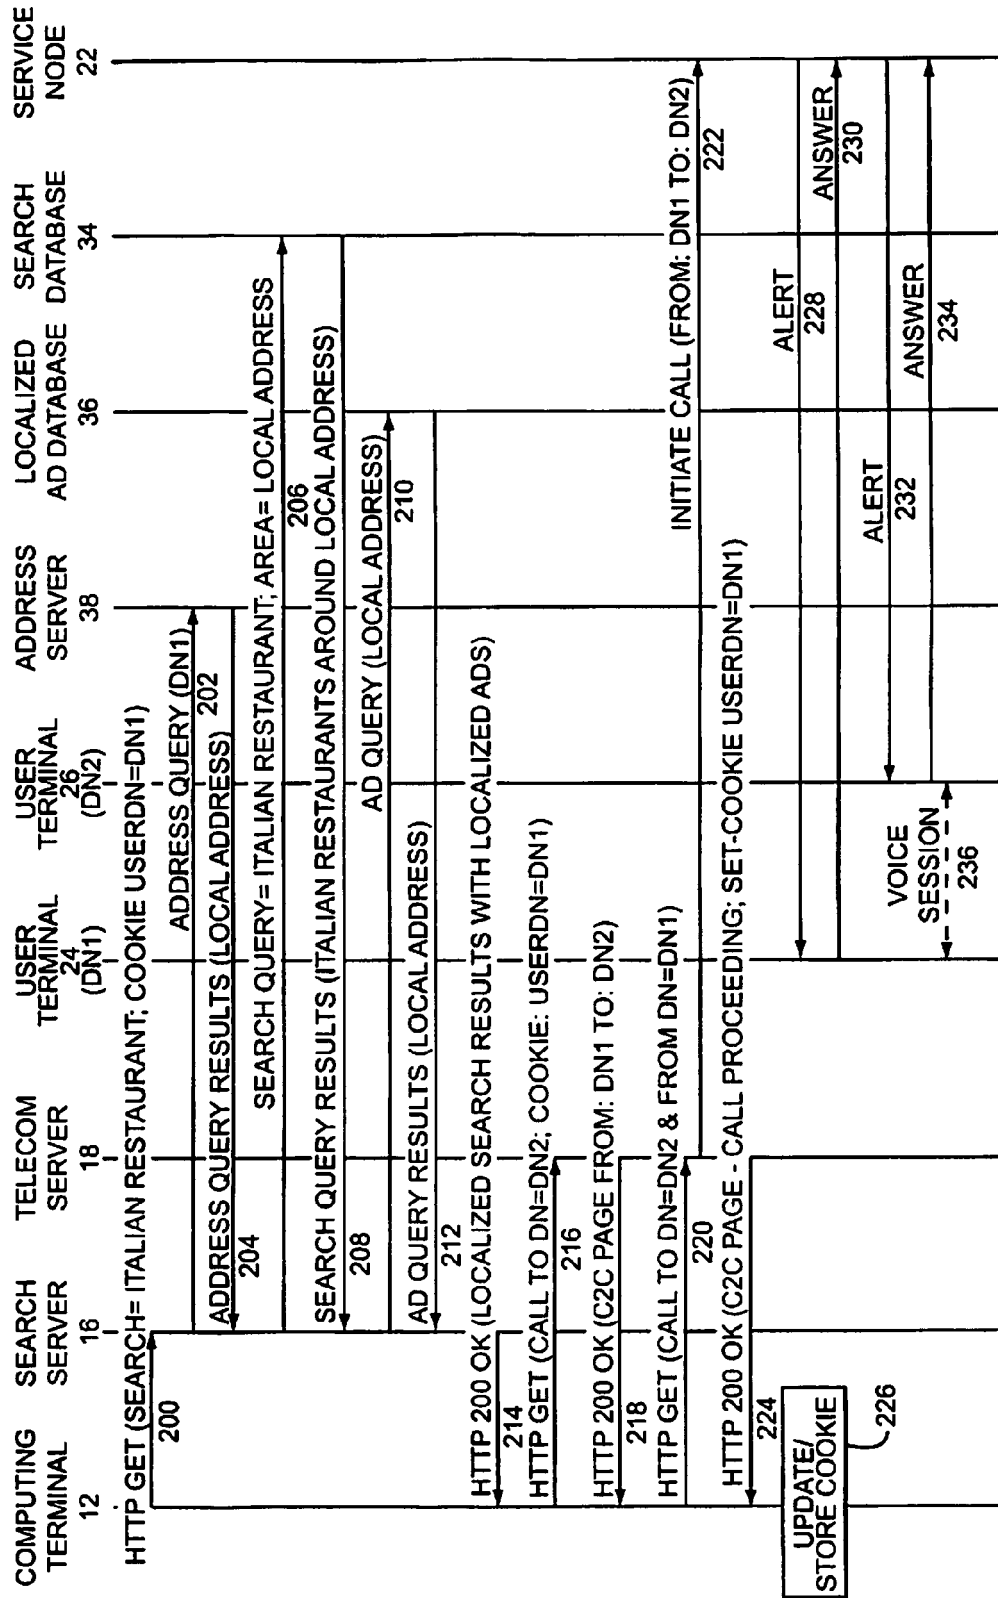 COMPUTING
TERMINAL
12
SEARCH
SERVER
16
TELECOM
SERVER
18
USER
TERMINAL
24
(DN1)
USER
TERMINAL
26
(DN2)
ADDRESS
SERVER
38
LOCALIZED
AD DATABASE
36
SEARCH
DATABASE
34
SERVICE
NODE
22
HTTP GET (SEARCH= ITALIAN RESTAURANT; COOKIE USERDN=DN1)
200
ADDRESS QUERY (DN1)
202
ADDRESS QUERY RESULTS (LOCAL ADDRESS)
204
SEARCH QUERY= ITALIAN RESTAURANT; AREA= LOCAL ADDRESS
206
SEARCH QUERY RESULTS (ITALIAN RESTAURANTS AROUND LOCAL ADDRESS)
208
AD QUERY (LOCAL ADDRESS)
210
AD QUERY RESULTS (LOCAL ADDRESS)
212
HTTP 200 OK (LOCALIZED SEARCH RESULTS WITH LOCALIZED ADS)
214
HTTP GET (CALL TO DN=DN2; COOKIE: USERDN=DN1)
216
HTTP 200 OK (C2C PAGE FROM: DN1 TO: DN2)
218
HTTP GET (CALL TO DN=DN2 & FROM DN=DN1)
220
INITIATE CALL (FROM: DN1 TO: DN2)
222
HTTP 200 OK (C2C PAGE - CALL PROCEEDING; SET-COOKIE USERDN=DN1)
224
UPDATE/
STORE COOKIE
226
ALERT
228
ANSWER
230
ALERT
232
ANSWER
234
VOICE
SESSION
236